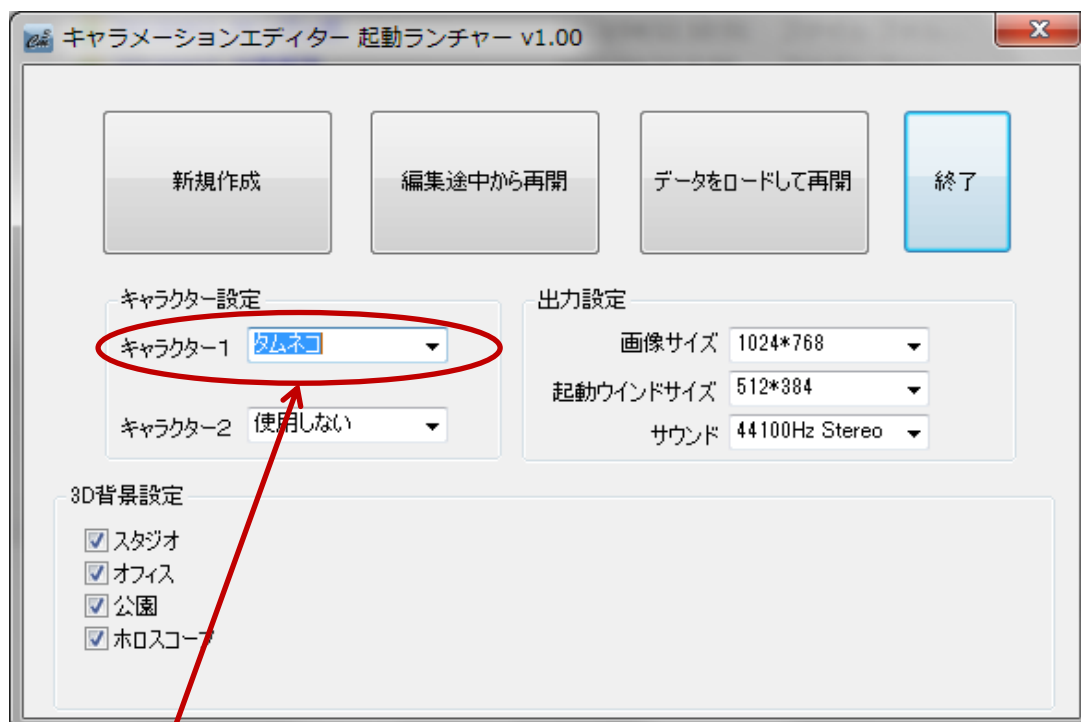 キャラメーションエディター 起動ランチャー v1.00
新規作成
編集途中から再開
データをロードして再開
終了
キャラクター設定
キャラクター1 タムネコ
キャラクター2 使用しない
出力設定
画像サイズ 1024*768
起動ウインドサイズ 512*384
サウンド 44100Hz Stereo
3D背景設定
スタジオ
オフィス
公園
ホロスコープ